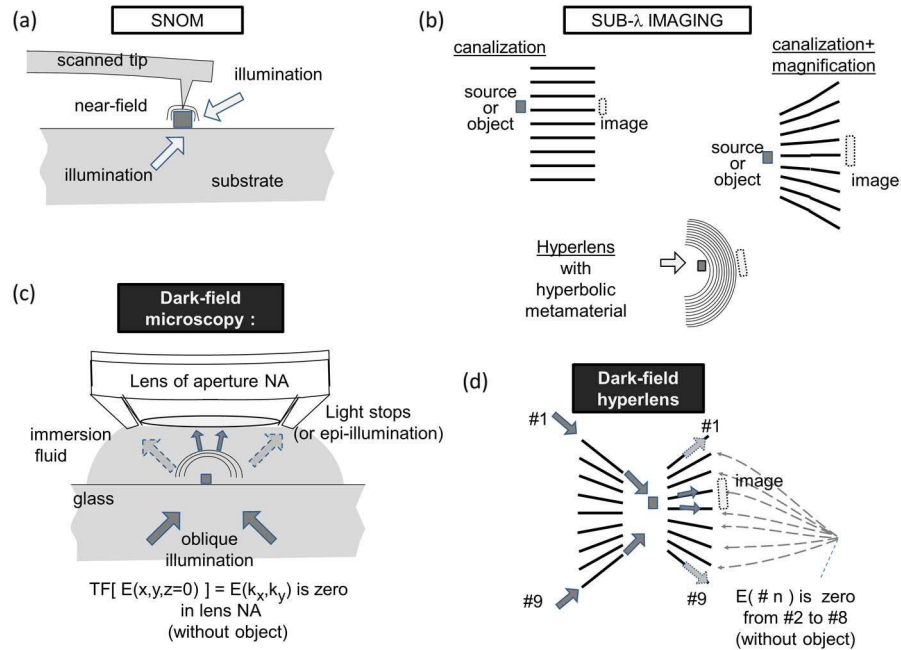 (a)
SNOM
scanned tip
illumination
near-field
illumination
substrate
(b)
SUB-λ IMAGING
canalization
source
or
object
image
canalization+
magnification
source
or
object
image
Hyperlens
with
hyperbolic
metamaterial
(c)
Dark-field
microscopy :
Lens of aperture NA
immersion
fluid
Light stops
(or epi-illumination)
glass
oblique
illumination
TF[ E(x,y,z=0) ] = E(kx,ky) is zero
in lens NA
(without object)
(d)
Dark-field
hyperlens
#1
#1
image
#9
#9
E( # n ) is zero
from #2 to #8
(without object)